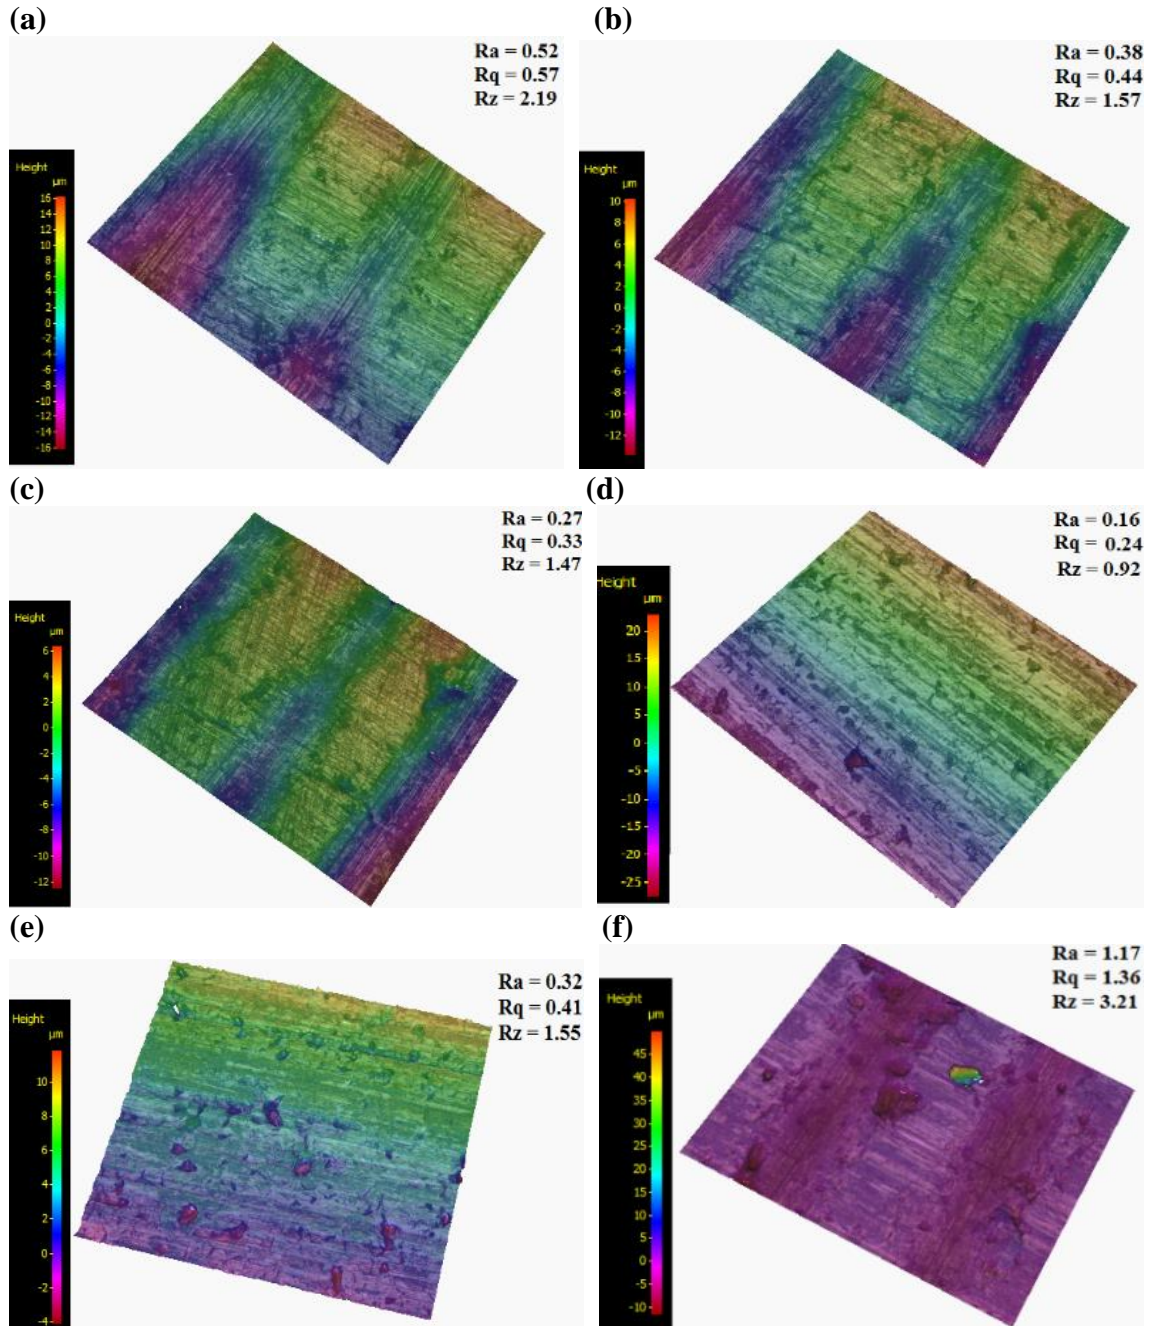 (a)
Ra = 0.52
Rq = 0.57
Rz = 2.19
Height
µm
16
14
12
10
8
6
4
2
0
-2
-4
-6
-8
-10
-12
-14
-16
(b)
Ra = 0.38
Rq = 0.44
Rz = 1.57
Height
µm
10
8
6
4
2
0
-2
-4
-6
-8
-10
-12
(c)
Ra = 0.27
Rq = 0.33
Rz = 1.47
Height
µm
6
4
2
0
-2
-4
-6
-8
-10
-12
(d)
Ra = 0.16
Rq = 0.24
Rz = 0.92
Height
µm
20
15
10
5
0
-5
-10
-15
-20
-25
(e)
Ra = 0.32
Rq = 0.41
Rz = 1.55
Height
µm
10
8
6
4
2
0
-2
-4
(f)
Ra = 1.17
Rq = 1.36
Rz = 3.21
Height
µm
45
40
35
30
25
20
15
10
5
0
-5
-10